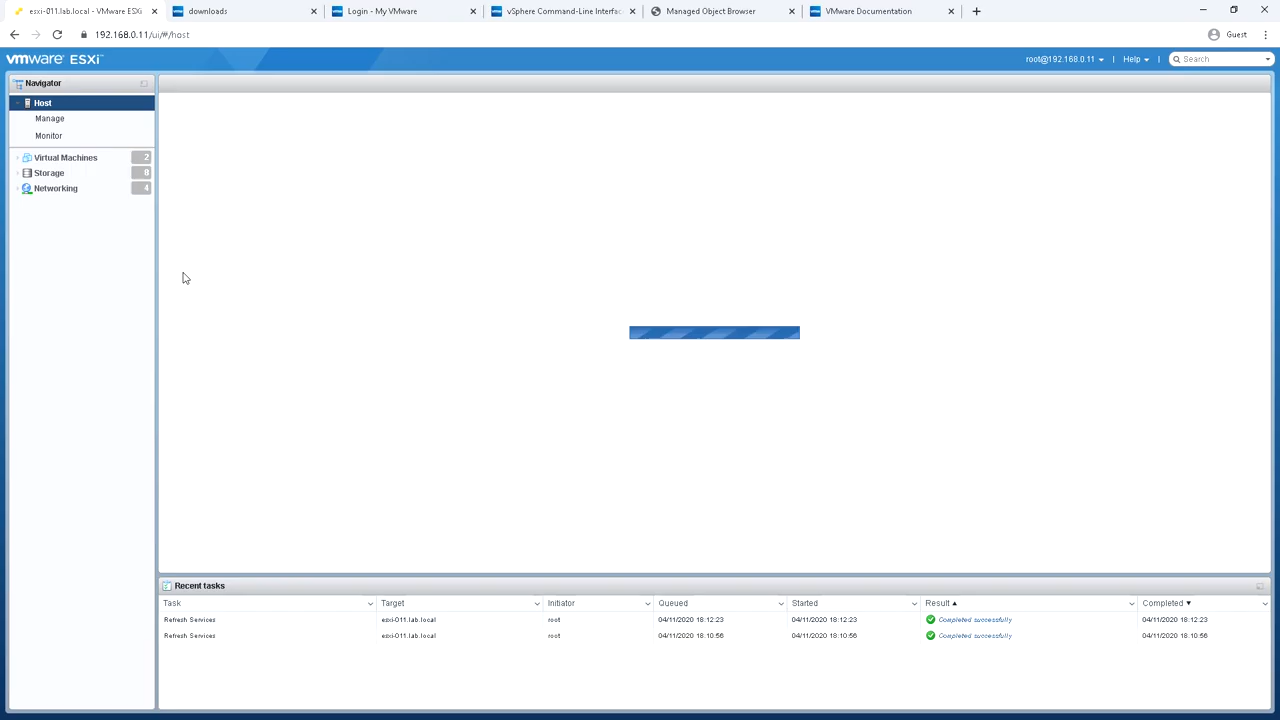 esxi-011.lab.local - VMware ESXi
downloads
Login - My VMware
vSphere Command-Line Interfac
Managed Object Browser
VMware Documentation
192.168.0.11/ui/#/host
Guest
vmware ESXi
root@192.168.0.11
Help
Search
Navigator
Host
Manage
Monitor
Virtual Machines 2
Storage 8
Networking 4
Recent tasks
Task Target Initiator Queued Started Result Completed
Refresh Services esxi-011.lab.local root 04/11/2020 18:12:23 04/11/2020 18:12:23 Completed successfully 04/11/2020 18:12:23
Refresh Services esxi-011.lab.local root 04/11/2020 18:10:56 04/11/2020 18:10:56 Completed successfully 04/11/2020 18:10:56